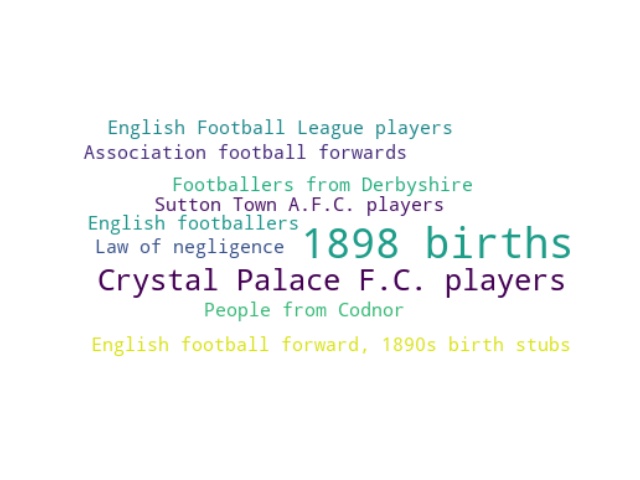 English Football League players
Association football forwards
Footballers from Derbyshire
Sutton Town A.F.C. players
English footballers
Law of negligence
1898 births
Crystal Palace F.C. players
People from Codnor
English football forward, 1890s birth stubs